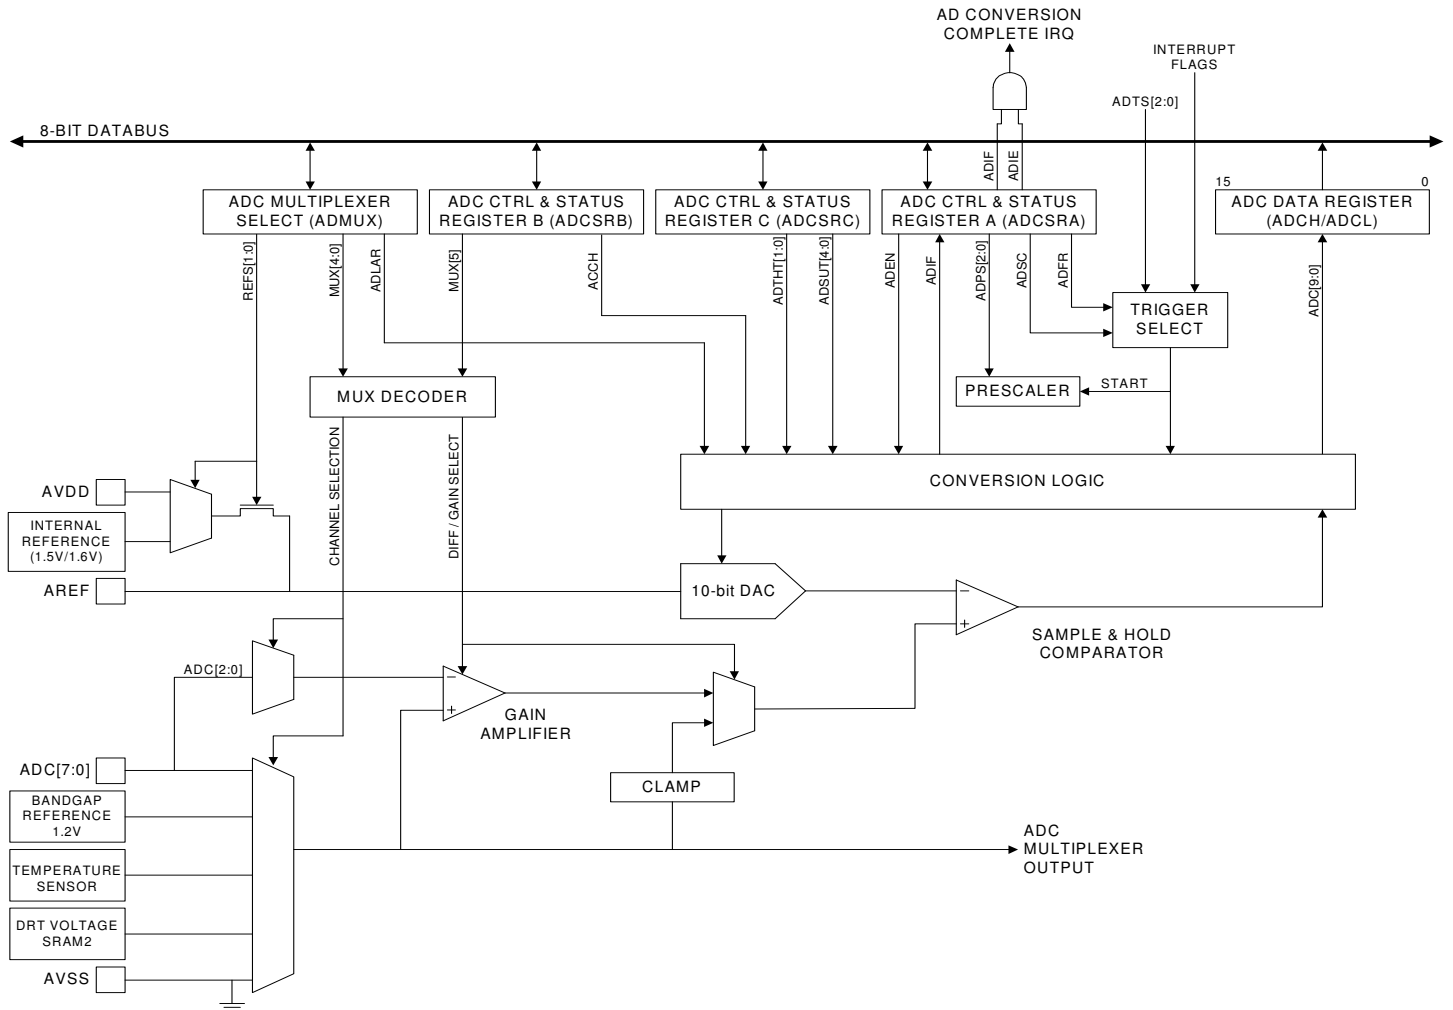 AD CONVERSION
COMPLETE IRQ
INTERRUPT
FLAGS
ADTS[2:0]
8-BIT DATABUS
ADIF
ADIE
15
0
ADC MULTIPLEXER
SELECT (ADMUX)
ADC CTRL & STATUS
REGISTER B (ADCSRB)
ADC CTRL & STATUS
REGISTER C (ADCSRC)
ADC CTRL & STATUS
REGISTER A (ADCSRA)
ADC DATA REGISTER
(ADCH/ADCL)
REFS[1:0]
MUX[4:0]
ADLAR
MUX[5]
ACCH
ADTHT[1:0]
ADSUT[4:0]
ADEN
ADIF
ADPS[2:0]
ADSC
ADFR
ADC[9:0]
TRIGGER
SELECT
MUX DECODER
PRESCALER
START
CHANNEL SELECTION
DIFF / GAIN SELECT
CONVERSION LOGIC
AVDD
INTERNAL
REFERENCE
(1.5V/1.6V)
AREF
10-bit DAC
−
+
SAMPLE & HOLD
COMPARATOR
ADC[2:0]
−
+
GAIN
AMPLIFIER
ADC[7:0]
CLAMP
BANDGAP
REFERENCE
1.2V
ADC
MULTIPLEXER
OUTPUT
TEMPERATURE
SENSOR
DRT VOLTAGE
SRAM2
AVSS